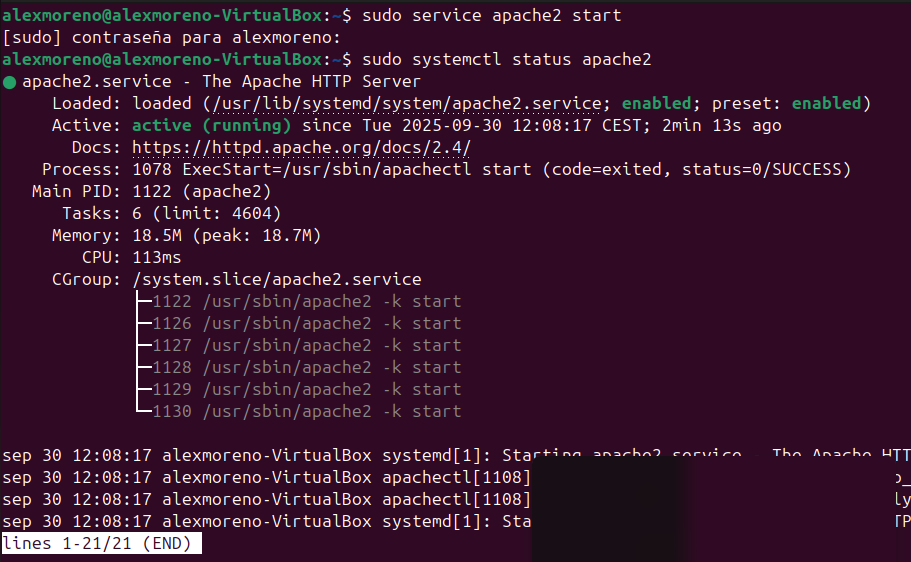 alexmoreno@alexmoreno-VirtualBox:~$ sudo service apache2 start
[sudo] contraseña para alexmoreno:
alexmoreno@alexmoreno-VirtualBox:~$ sudo systemctl status apache2
● apache2.service - The Apache HTTP Server
Loaded: loaded (/usr/lib/systemd/system/apache2.service; enabled; preset: enabled)
Active: active (running) since Tue 2025-09-30 12:08:17 CEST; 2min 13s ago
Docs: https://httpd.apache.org/docs/2.4/
Process: 1078 ExecStart=/usr/sbin/apachectl start (code=exited, status=0/SUCCESS)
Main PID: 1122 (apache2)
Tasks: 6 (limit: 4604)
Memory: 18.5M (peak: 18.7M)
CPU: 113ms
CGroup: /system.slice/apache2.service
├─1122 /usr/sbin/apache2 -k start
├─1126 /usr/sbin/apache2 -k start
├─1127 /usr/sbin/apache2 -k start
├─1128 /usr/sbin/apache2 -k start
├─1129 /usr/sbin/apache2 -k start
└─1130 /usr/sbin/apache2 -k start
sep 30 12:08:17 alexmoreno-VirtualBox systemd[1]: Starting apache2.service - The Apache HTT
sep 30 12:08:17 alexmoreno-VirtualBox apachectl[1108]
sep 30 12:08:17 alexmoreno-VirtualBox apachectl[1108] ly
sep 30 12:08:17 alexmoreno-VirtualBox systemd[1]: Sta TP
lines 1-21/21 (END)